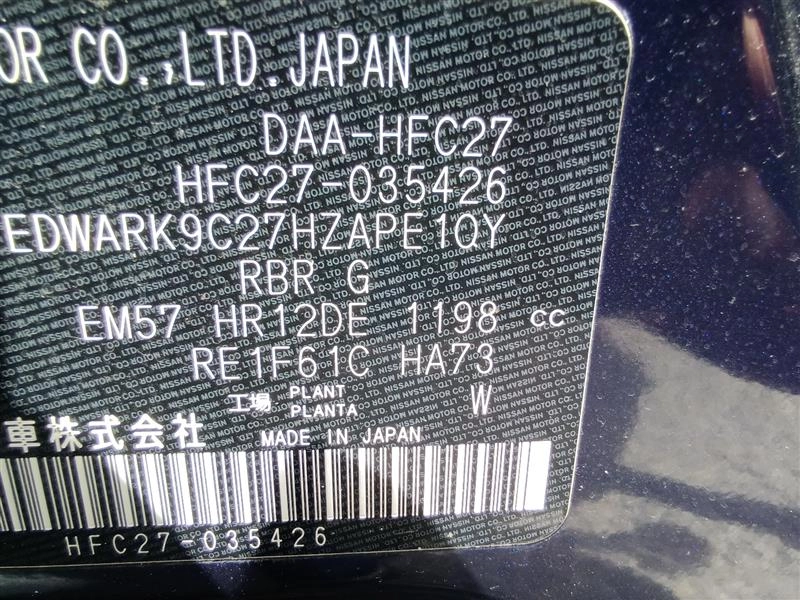 OR CO.,LTD.JAPAN
DAA-HFC27
HFC27-035426
EDWARK9C27HZAPE1QY
RBR G
EM57 HR12DE 1198 cc
RE1F61C HA73
工場 PLANT PLANTA W
車株式会社 MADE IN JAPAN
HFC27-035426